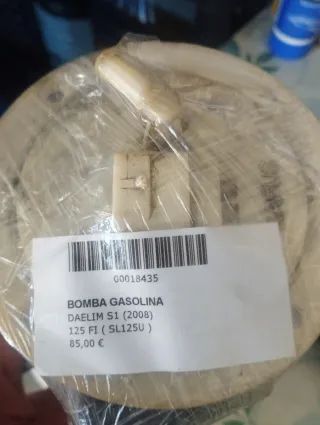 00018435
BOMBA GASOLINA
DAELIM S1 (2008)
125 FI ( SL125U )
85,00 €